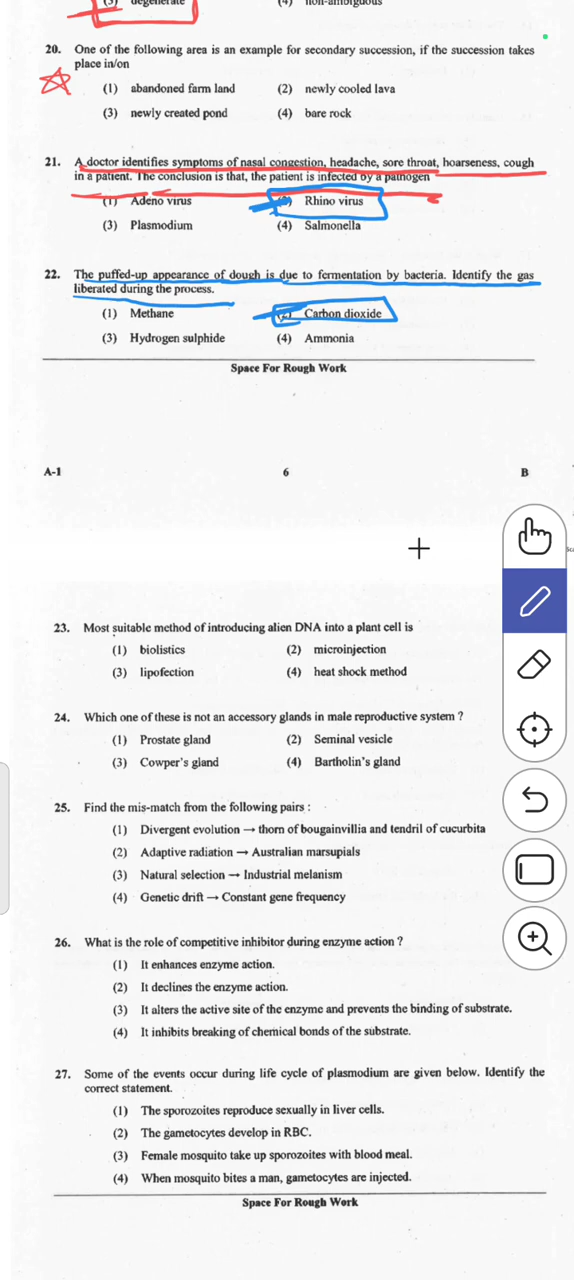 (3) degenerate (4) non-ambiguous
20. One of the following area is an example for secondary succession, if the succession takes
place in/on
(1) abandoned farm land (2) newly cooled lava
(3) newly created pond (4) bare rock
21. A doctor identifies symptoms of nasal congestion, headache, sore throat, hoarseness, cough
in a patient. The conclusion is that, the patient is infected by a pathogen
(1) Adeno virus Rhino virus
(3) Plasmodium (4) Salmonella
22. The puffed-up appearance of dough is due to fermentation by bacteria. Identify the gas
liberated during the process.
(1) Methane Carbon dioxide
(3) Hydrogen sulphide (4) Ammonia
Space For Rough Work
A-1 6 B
23. Most suitable method of introducing alien DNA into a plant cell is
(1) biolistics (2) microinjection
(3) lipofection (4) heat shock method
24. Which one of these is not an accessory glands in male reproductive system ?
(1) Prostate gland (2) Seminal vesicle
(3) Cowper's gland (4) Bartholin's gland
25. Find the mis-match from the following pairs :
(1) Divergent evolution → thorn of bougainvillia and tendril of cucurbita
(2) Adaptive radiation → Australian marsupials
(3) Natural selection → Industrial melanism
(4) Genetic drift → Constant gene frequency
26. What is the role of competitive inhibitor during enzyme action ?
(1) It enhances enzyme action.
(2) It declines the enzyme action.
(3) It alters the active site of the enzyme and prevents the binding of substrate.
(4) It inhibits breaking of chemical bonds of the substrate.
27. Some of the events occur during life cycle of plasmodium are given below. Identify the
correct statement.
(1) The sporozoites reproduce sexually in liver cells.
(2) The gametocytes develop in RBC.
(3) Female mosquito take up sporozoites with blood meal.
(4) When mosquito bites a man, gametocytes are injected.
Space For Rough Work